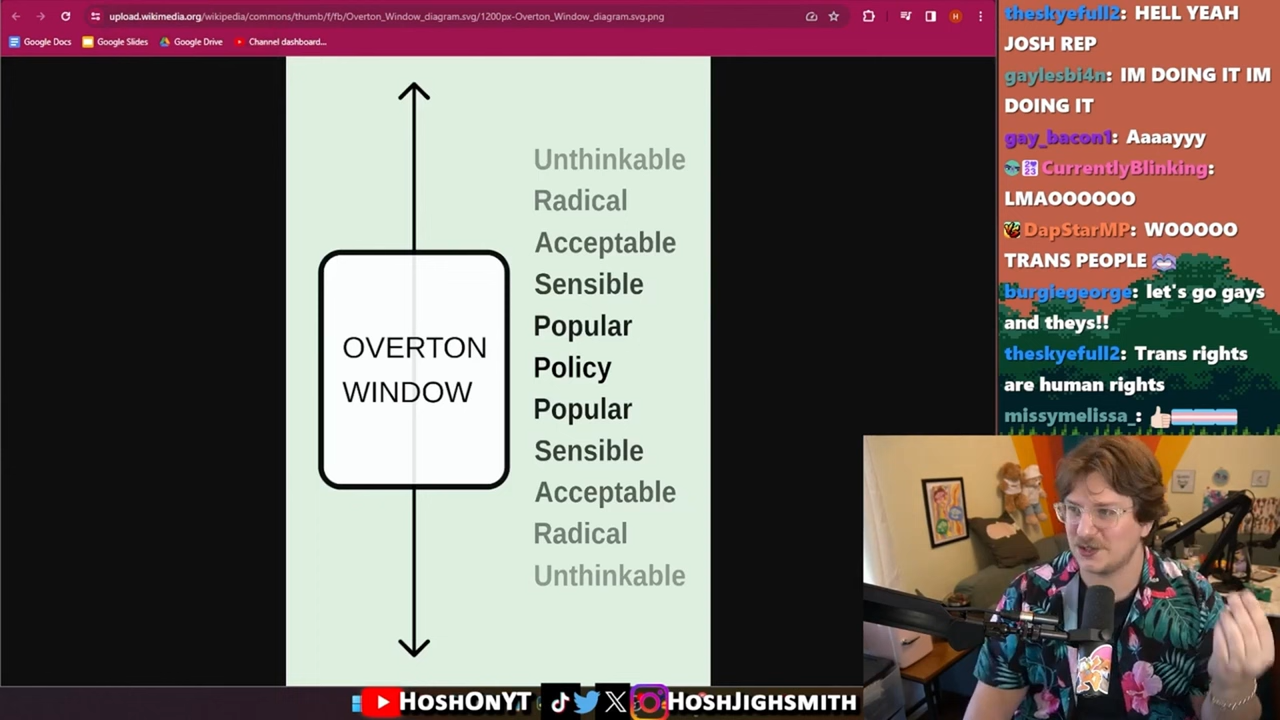 upload.wikimedia.org/wikipedia/commons/thumb/f/fb/Overton_Window_diagram.svg/1200px-Overton_Window_diagram.svg.png
H
Google Docs
Google Slides
Google Drive
Channel dashboard...
Unthinkable
Radical
Acceptable
Sensible
Popular
Policy
Popular
Sensible
Acceptable
Radical
Unthinkable
OVERTON
WINDOW
theskyefull2: HELL YEAH
JOSH REP
gaylesbi4n: IM DOING IT IM
DOING IT
gay_bacon1: Aaaayyy
CurrentlyBlinking:
LMAOOOOOO
DapStarMP: WOOOOO
TRANS PEOPLE
burgiegeorge: let's go gays
and theys!!
theskyefull2: Trans rights
are human rights
missymelissa_:
HoshOnYT
HoshJighsmith